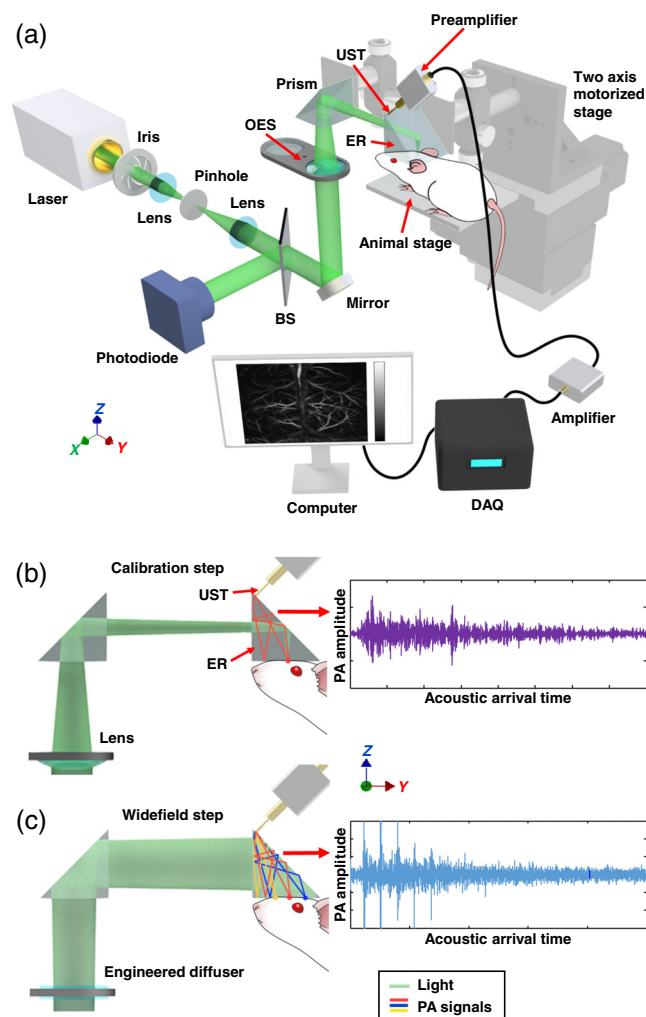 (a)
Preamplifier
UST
Prism
Two axis
motorized
stage
OES
ER
Iris
Pinhole
Laser
Lens
Lens
Animal stage
Mirror
BS
Photodiode
Z
X
Y
Amplifier
Computer
DAQ
(b)
Calibration step
UST
ER
Lens
PA amplitude
Acoustic arrival time
Z
Y
(c)
Widefield step
Engineered diffuser
PA amplitude
Acoustic arrival time
Light
PA signals